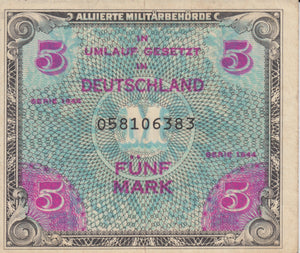 ALLIIERTE MILITÄRBEHÖRDE
5 IN 5
UMLAUF GESETZT
IN
DEUTSCHLAND
SERIE 1944
M
058106383
SERIE 1944
FÜNF
5 MARK 5